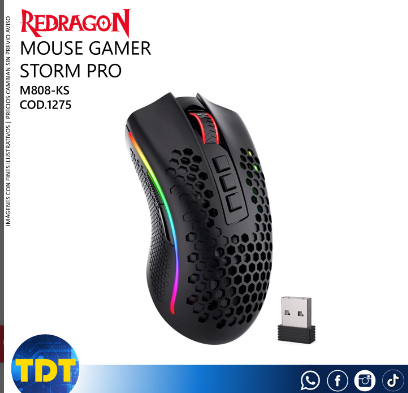 REDRAGON
MOUSE GAMER
STORM PRO
M808-KS
COD.1275
IMÁGENES CON FINES ILUSTRATIVOS | PRECIOS CAMBIAN SIN PREVIO AVISO
TDT